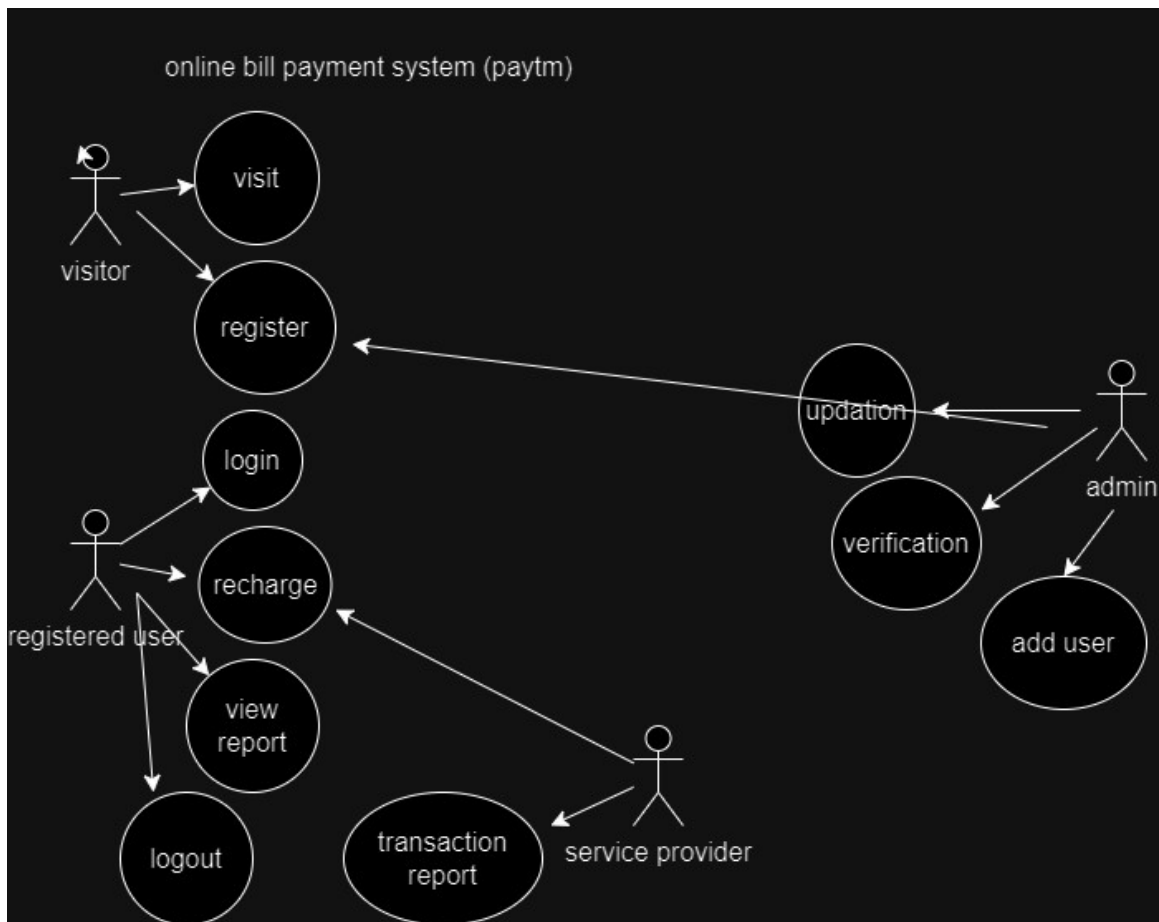 online bill payment system (paytm)
visit
visitor
register
updation
login
admin
verification
recharge
registered user
add user
view
report
transaction
report
service provider
logout